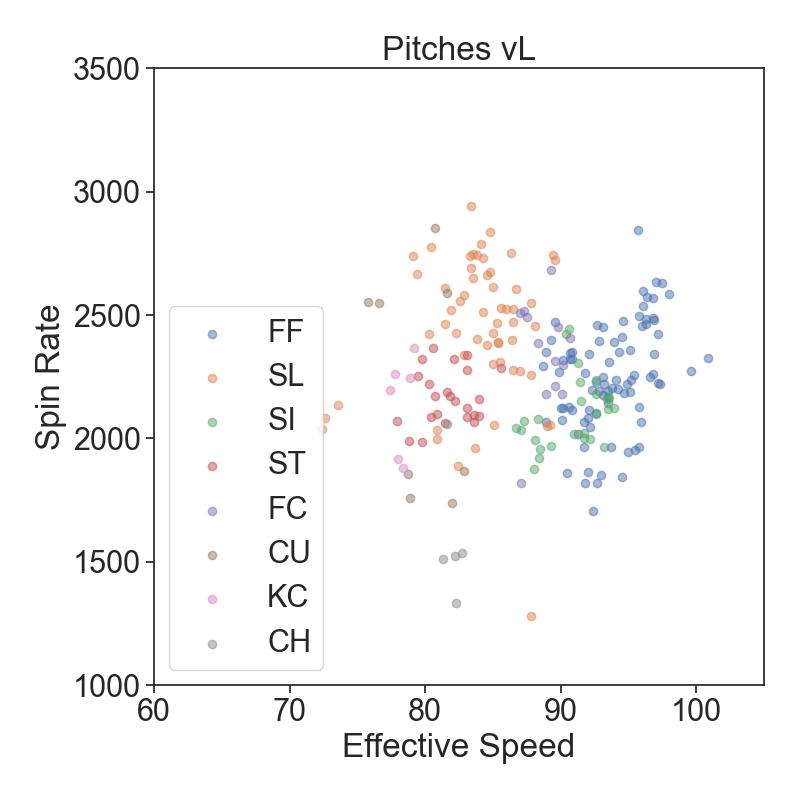 Pitches vL
3500
3000
2500
2000
1500
1000
Spin Rate
FF
SL
SI
ST
FC
CU
KC
CH
60
70
80
90
100
Effective Speed